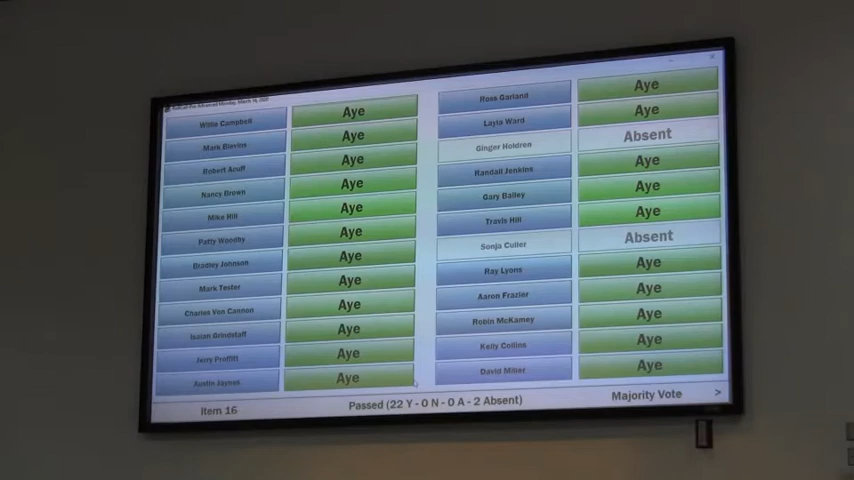 Willie Campbell Aye
Mark Blevins Aye
Robert Acuff Aye
Nancy Brown Aye
Mike Hill Aye
Patty Woodby Aye
Bradley Johnson Aye
Mark Tester Aye
Charles Von Cannon Aye
Isaiah Grindstaff Aye
Jerry Proffitt Aye
Austin Jaynes Aye
Ross Garland Aye
Layla Ward Aye
Ginger Holdren Absent
Randall Jenkins Aye
Gary Bailey Aye
Travis Hill Aye
Sonja Culler Absent
Ray Lyons Aye
Aaron Frazier Aye
Robin McKamey Aye
Kelly Collins Aye
David Miller Aye
Item 16 Passed (22 Y - 0 N - 0 A - 2 Absent) Majority Vote >